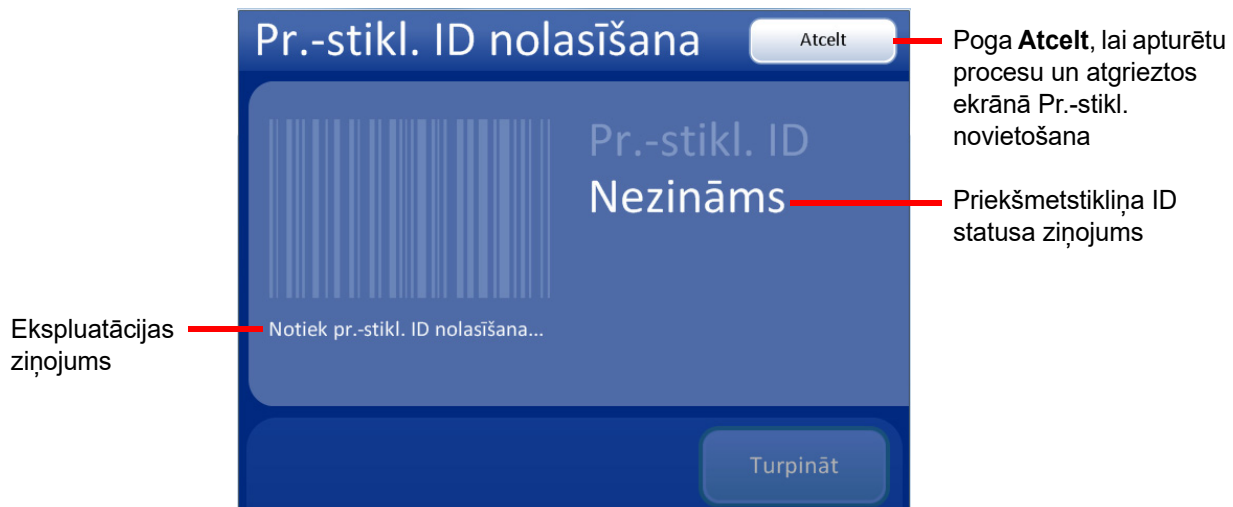 Pr.-stikl. ID nolasīšana
Atcelt
Poga Atcelt, lai apturētu
procesu un atgrieztos
ekrānā Pr.-stikl.
novietošana
Pr.-stikl. ID
Nezināms
Priekšmetstikliņa ID
statusa ziņojums
Ekspluatācijas
ziņojums
Notiek pr.-stikl. ID nolasīšana...
Turpināt